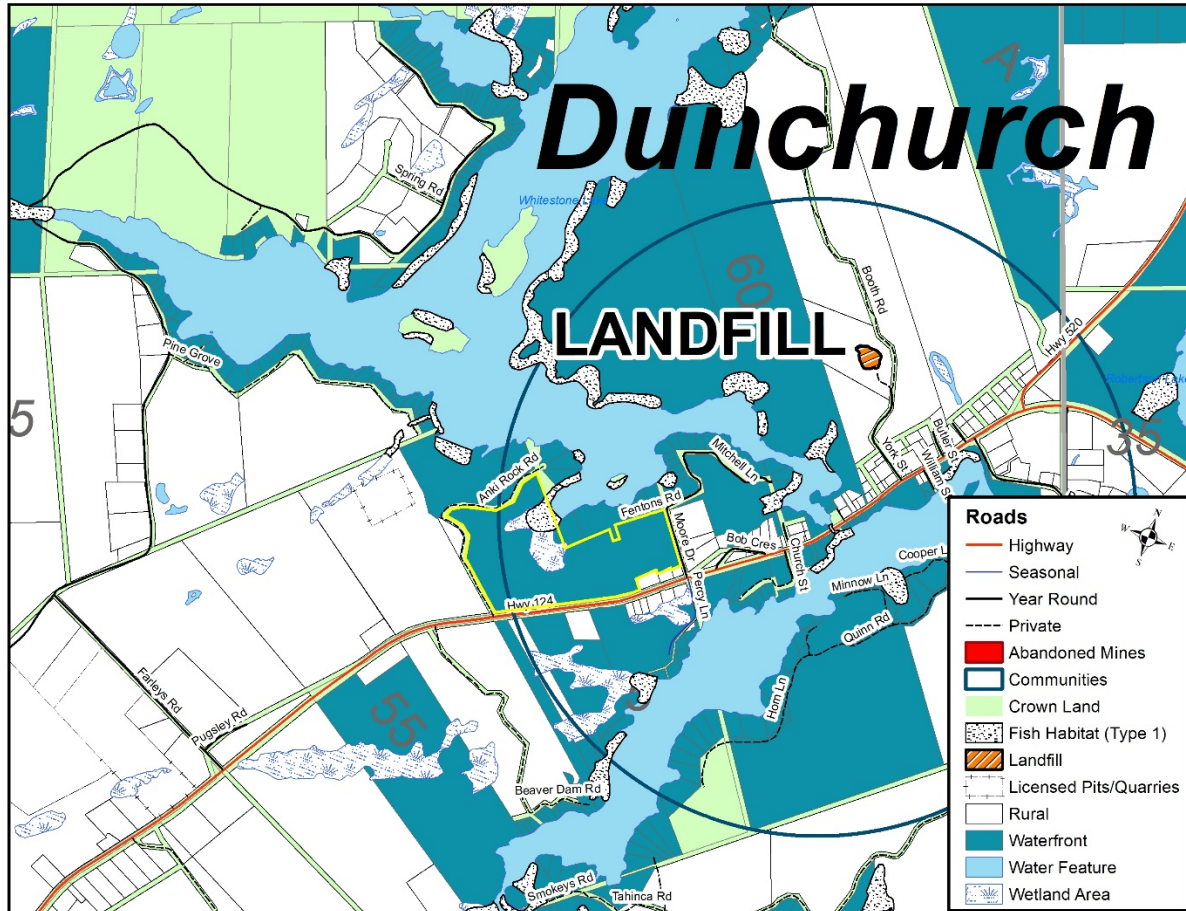 Dunchurch
A
Spring Rd
Whitestone
60
Booth Rd
LANDFILL
Hwy 520
Pine Grove
5
35
Mitchell Ln
York St
Butler St
William St
Anki Rock Rd
Fentons Rd
Moore Dr
Bob Cres
Church St
Cooper L
Minnow Ln
Percy Ln
Hwy 124
Quinn Rd
Horn Ln
Farleys Rd
Pugsley Rd
55
Beaver Dam Rd
Smokeys Rd
Tahinca Rd
Roads
N
W
E
S
Highway
Seasonal
Year Round
Private
Abandoned Mines
Communities
Crown Land
Fish Habitat (Type 1)
Landfill
Licensed Pits/Quarries
Rural
Waterfront
Water Feature
Wetland Area